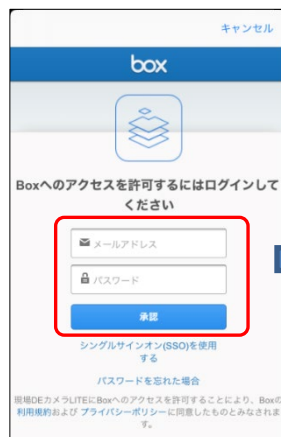 キャンセル
box
Boxへのアクセスを許可するにはログインして
ください
メールアドレス
パスワード
承認
シングルサインオン(SSO)を使用
する
パスワードを忘れた場合
現場DEカメラLITEにBoxへのアクセスを許可することにより、Boxの
利用規約および プライバシーポリシーに同意したものとみなされま
す。